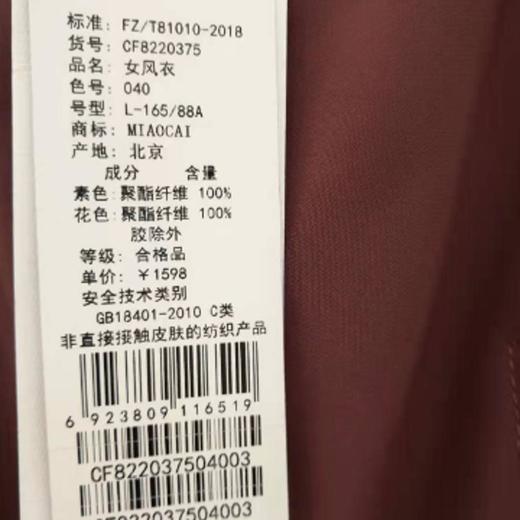 标准: FZ/T81010-2018
货号: CF8220375
品名: 女风衣
色号: 040
号型: L-165/88A
商标: MIAOCAI
产地: 北京
成分 含量
素色: 聚酯纤维 100%
花色: 聚酯纤维 100%
胶除外
等级: 合格品
单价: ￥1598
安全技术类别
GB18401-2010 C类
非直接接触皮肤的纺织产品
6 923809 116519
CF822037504003
CF822037504003